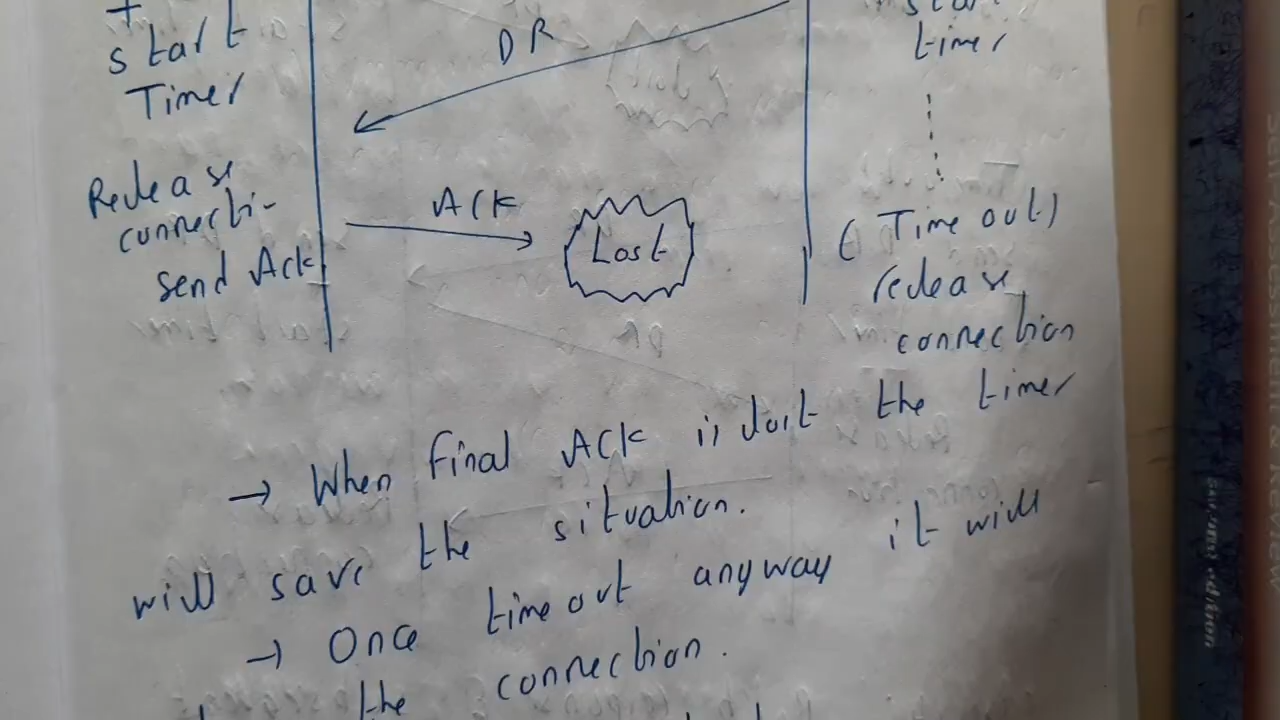 +
start
Timer
DR
start
timer
Release
connecti-
send Ack
ACK
Lost
(Time out)
release
connection
→ When final ACK is lost the timer
will save the situation.
→ Once timeout anyway it will
the connection.